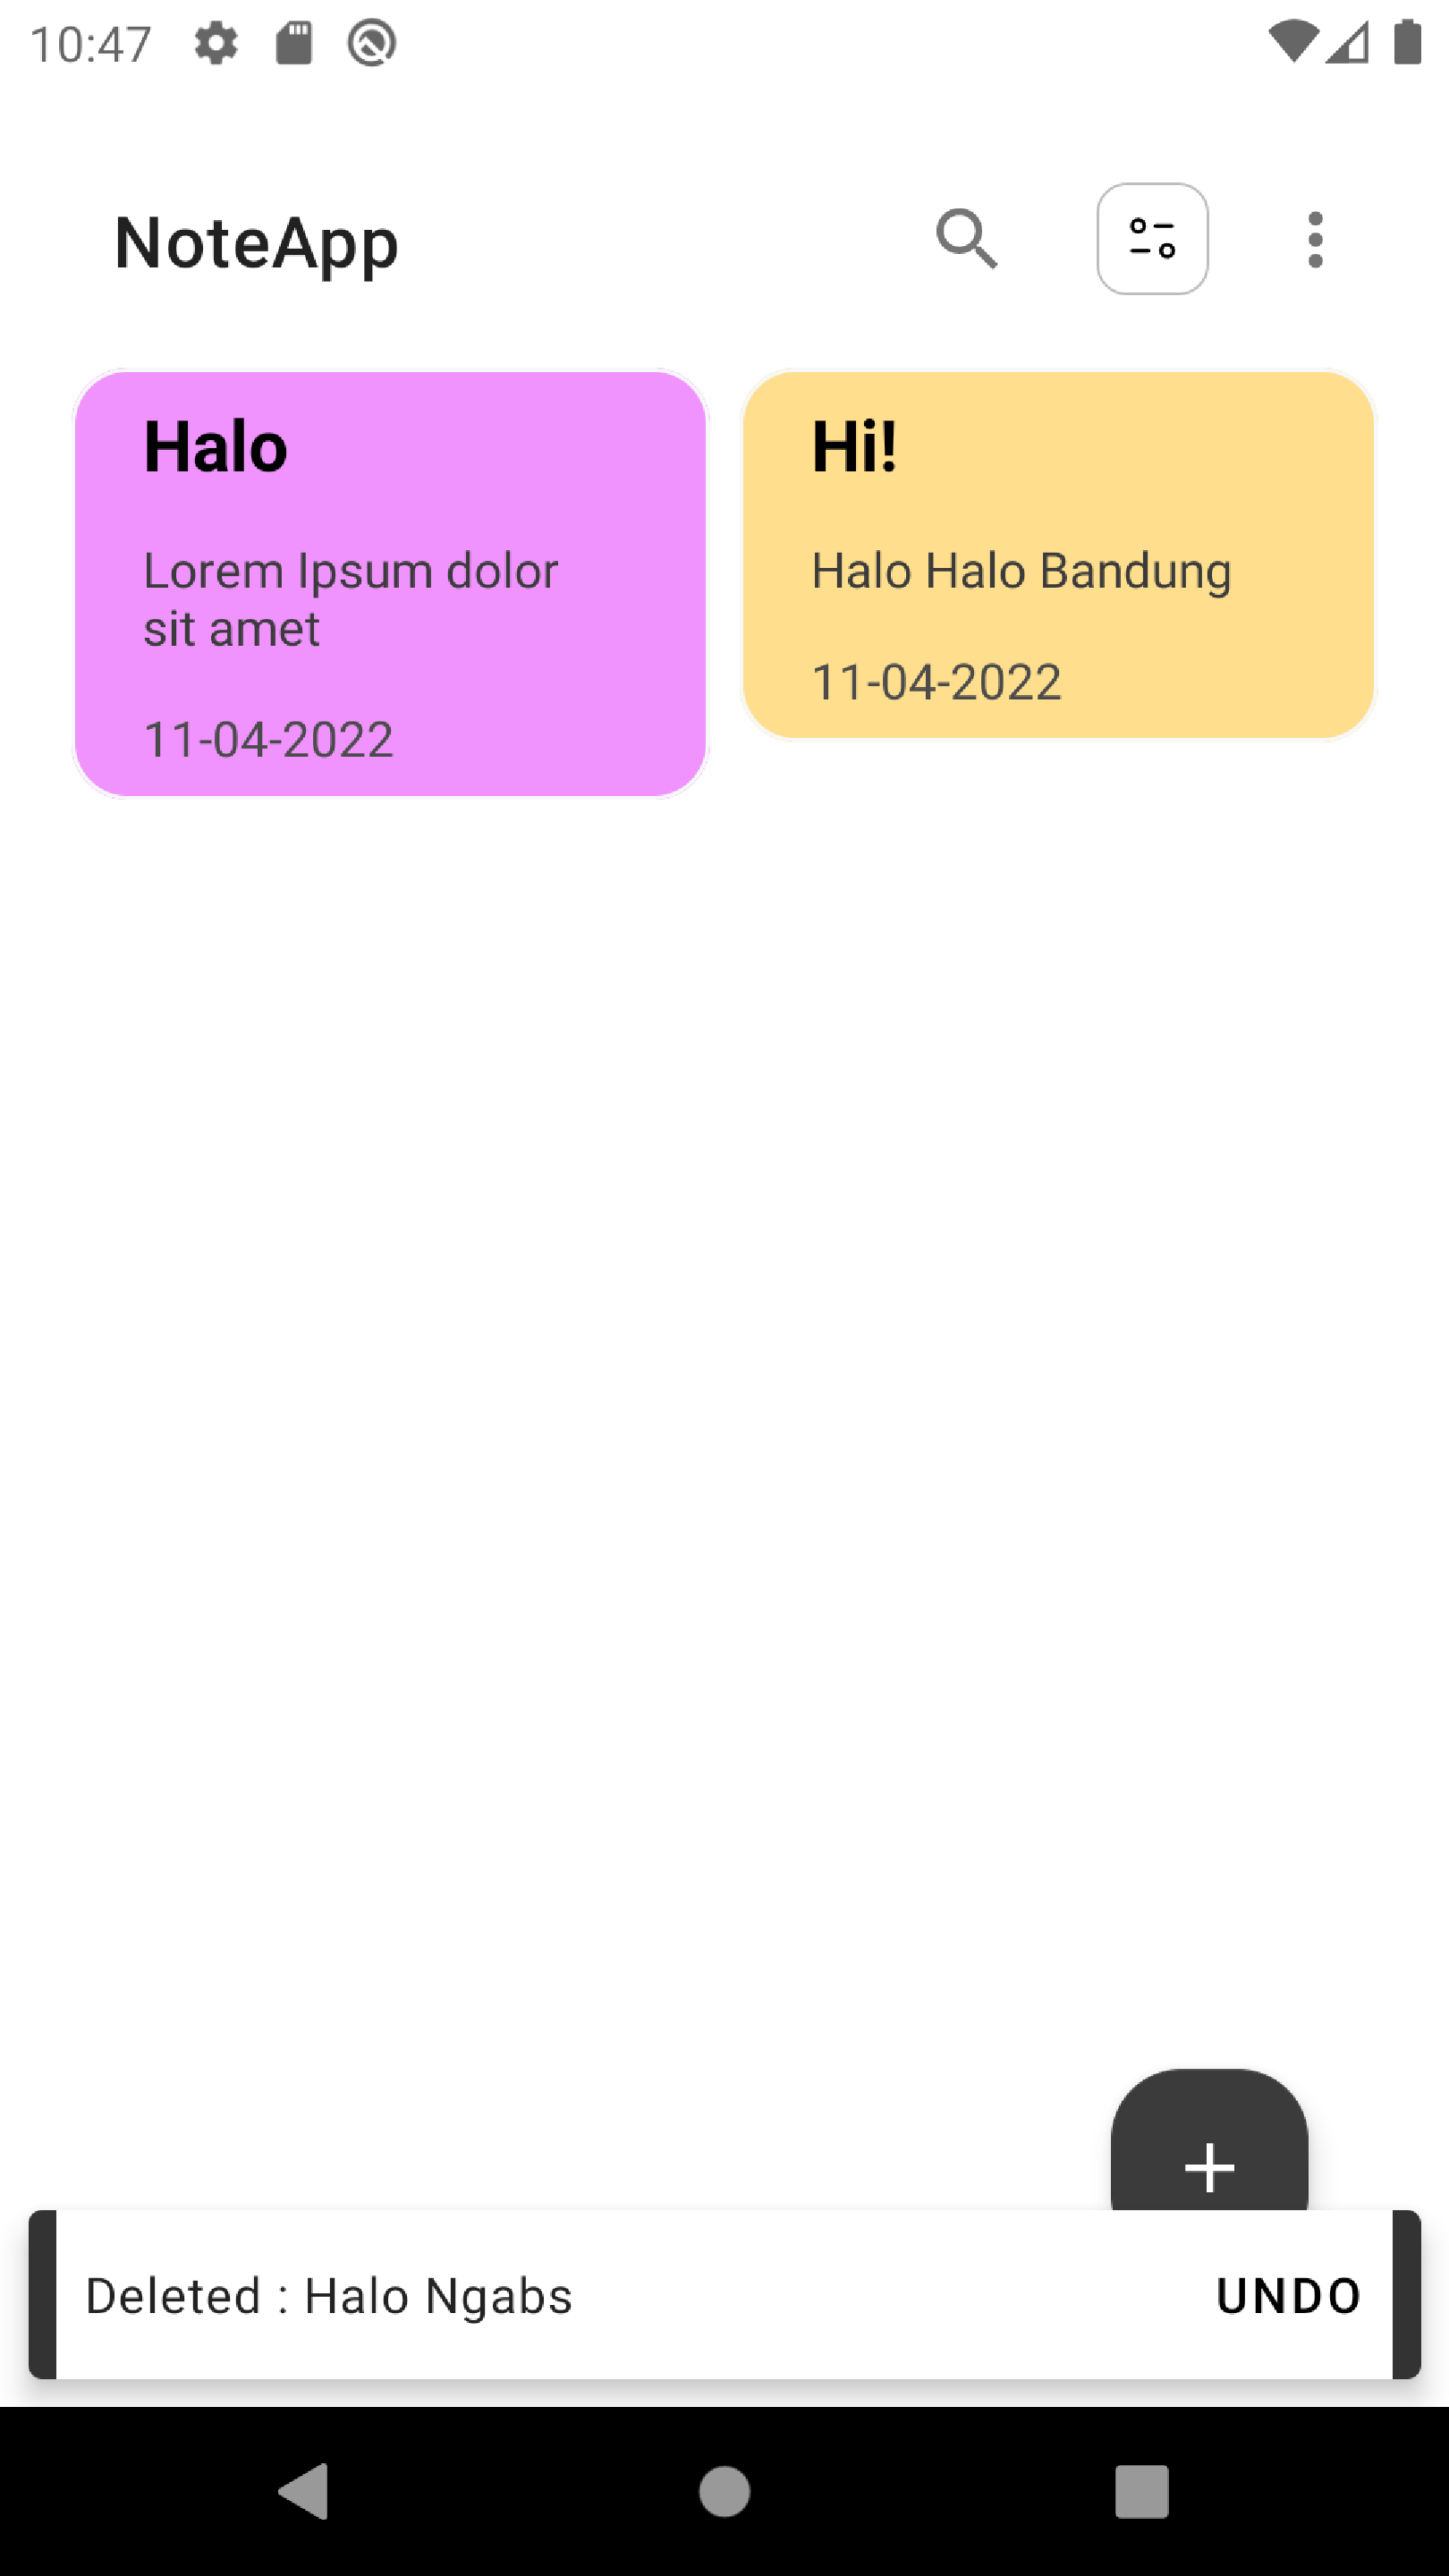 10:47
NoteApp
Halo
Lorem Ipsum dolor
sit amet
11-04-2022
Hi!
Halo Halo Bandung
11-04-2022
Deleted : Halo Ngabs
UNDO